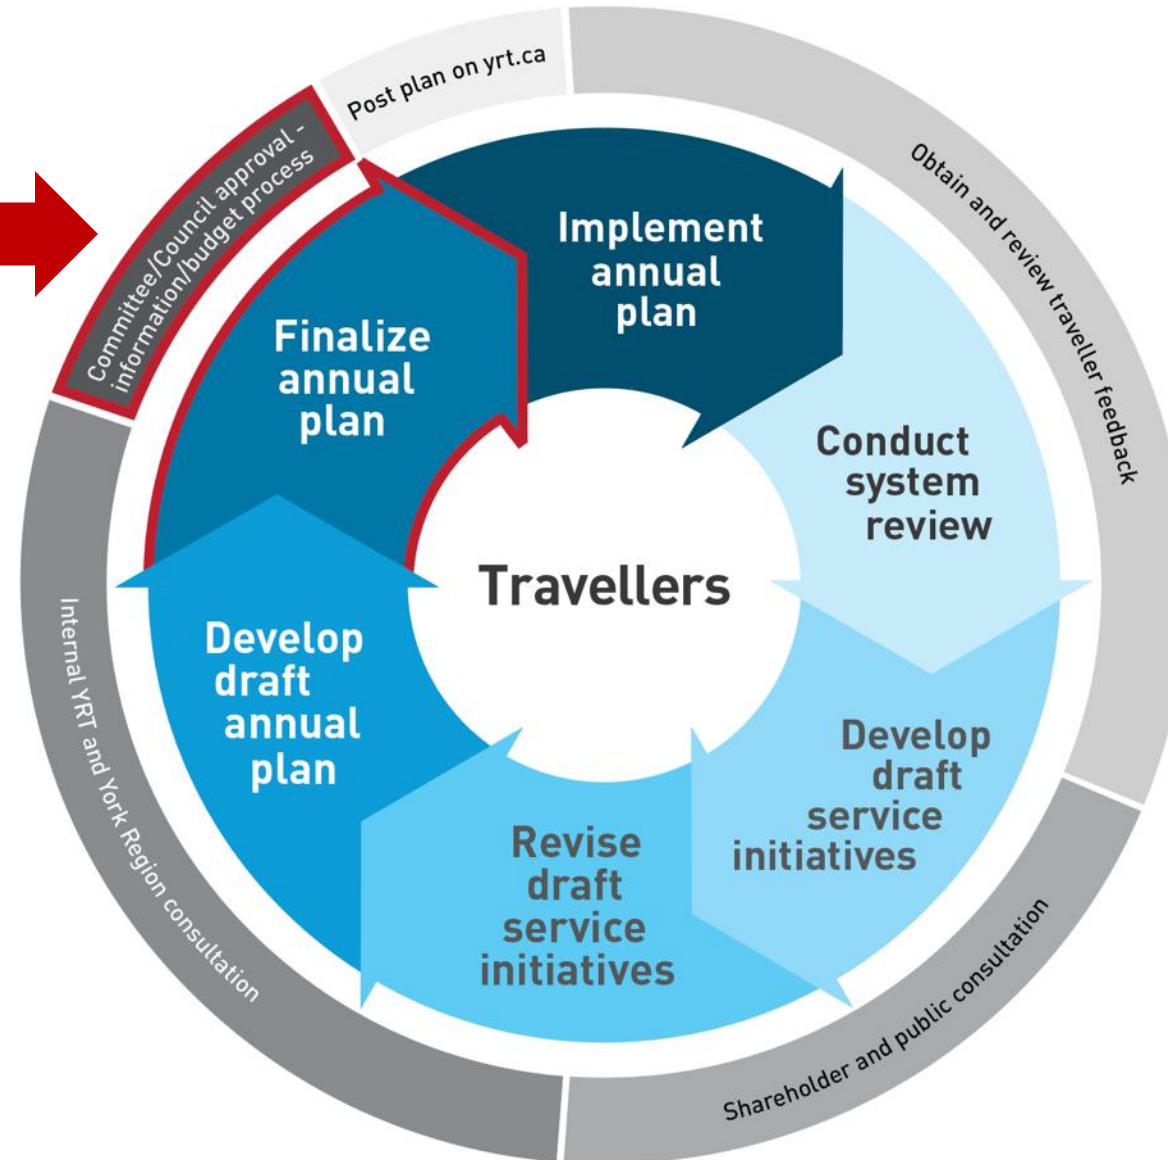 Post plan on yrt.ca
Obtain and review traveller feedback
Shareholder and public consultation
Internal YRT and York Region consultation
Committee/Council approval -
information/budget process
Implement
annual
plan
Conduct
system
review
Develop
draft
service
initiatives
Revise
draft
service
initiatives
Develop
draft
annual
plan
Finalize
annual
plan
Travellers